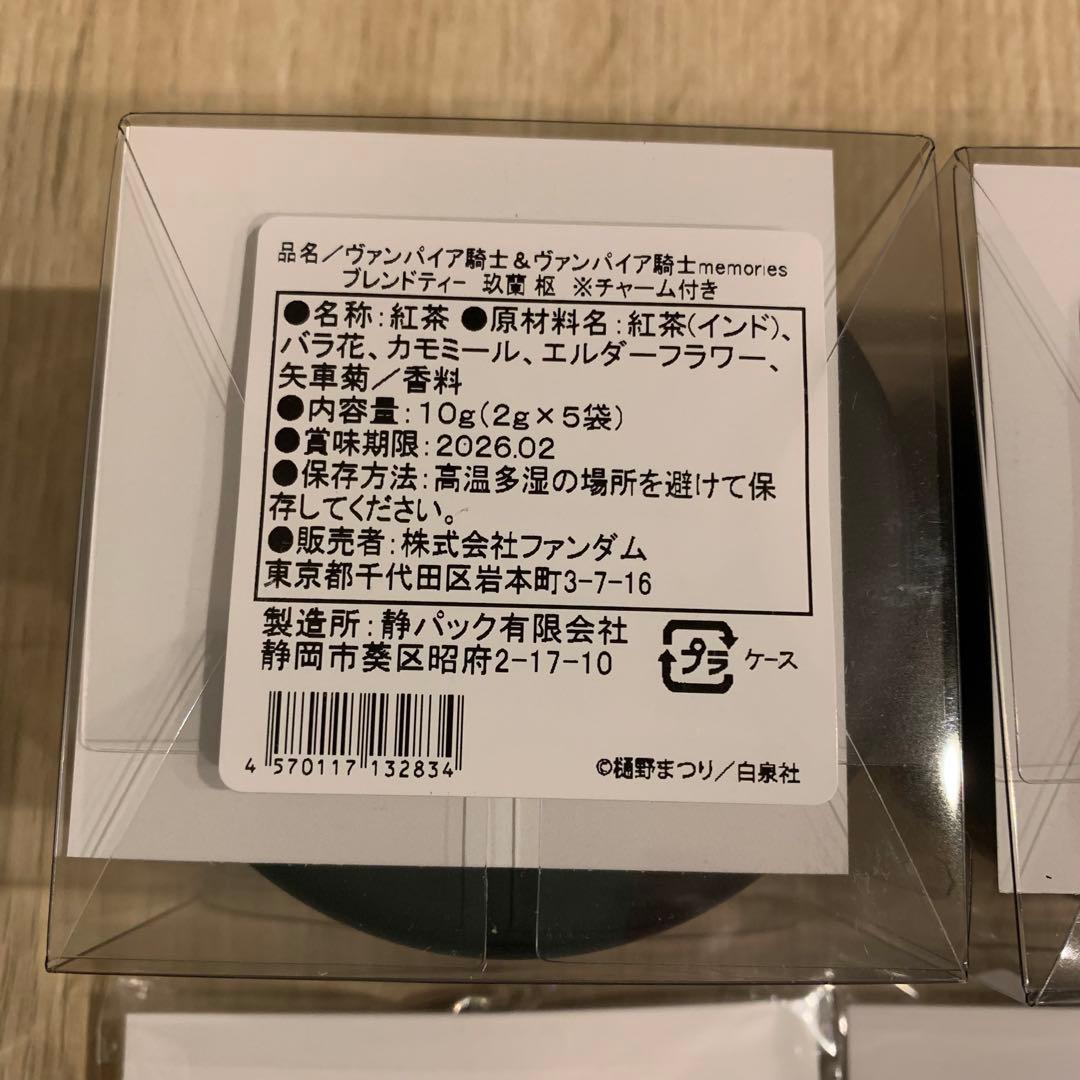 品名／ヴァンパイア騎士＆ヴァンパイア騎士memories
ブレンドティー 玖蘭 枢 ※チャーム付き
●名称：紅茶 ●原材料名：紅茶（インド）、
バラ花、カモミール、エルダーフラワー、
矢車菊／香料
●内容量：10g（2g×5袋）
●賞味期限：2026.02
●保存方法：高温多湿の場所を避けて保
存してください。
●販売者：株式会社ファンダム
東京都千代田区岩本町3-7-16
製造所：静パック有限会社
静岡市葵区昭府2-17-10
プラ ケース
4 570117 132834
©樋野まつり／白泉社